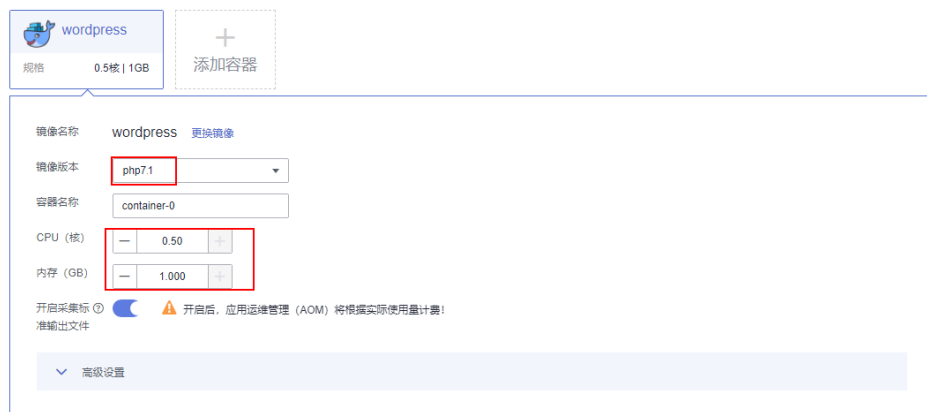 wordpress
规格 0.5核 | 1GB
添加容器
镜像名称 wordpress 更换镜像
镜像版本 php7.1
容器名称 container-0
CPU（核） 0.50
内存（GB） 1.000
开启采集标准输出文件
开启后，应用运维管理（AOM）将根据实际使用量计费！
高级设置